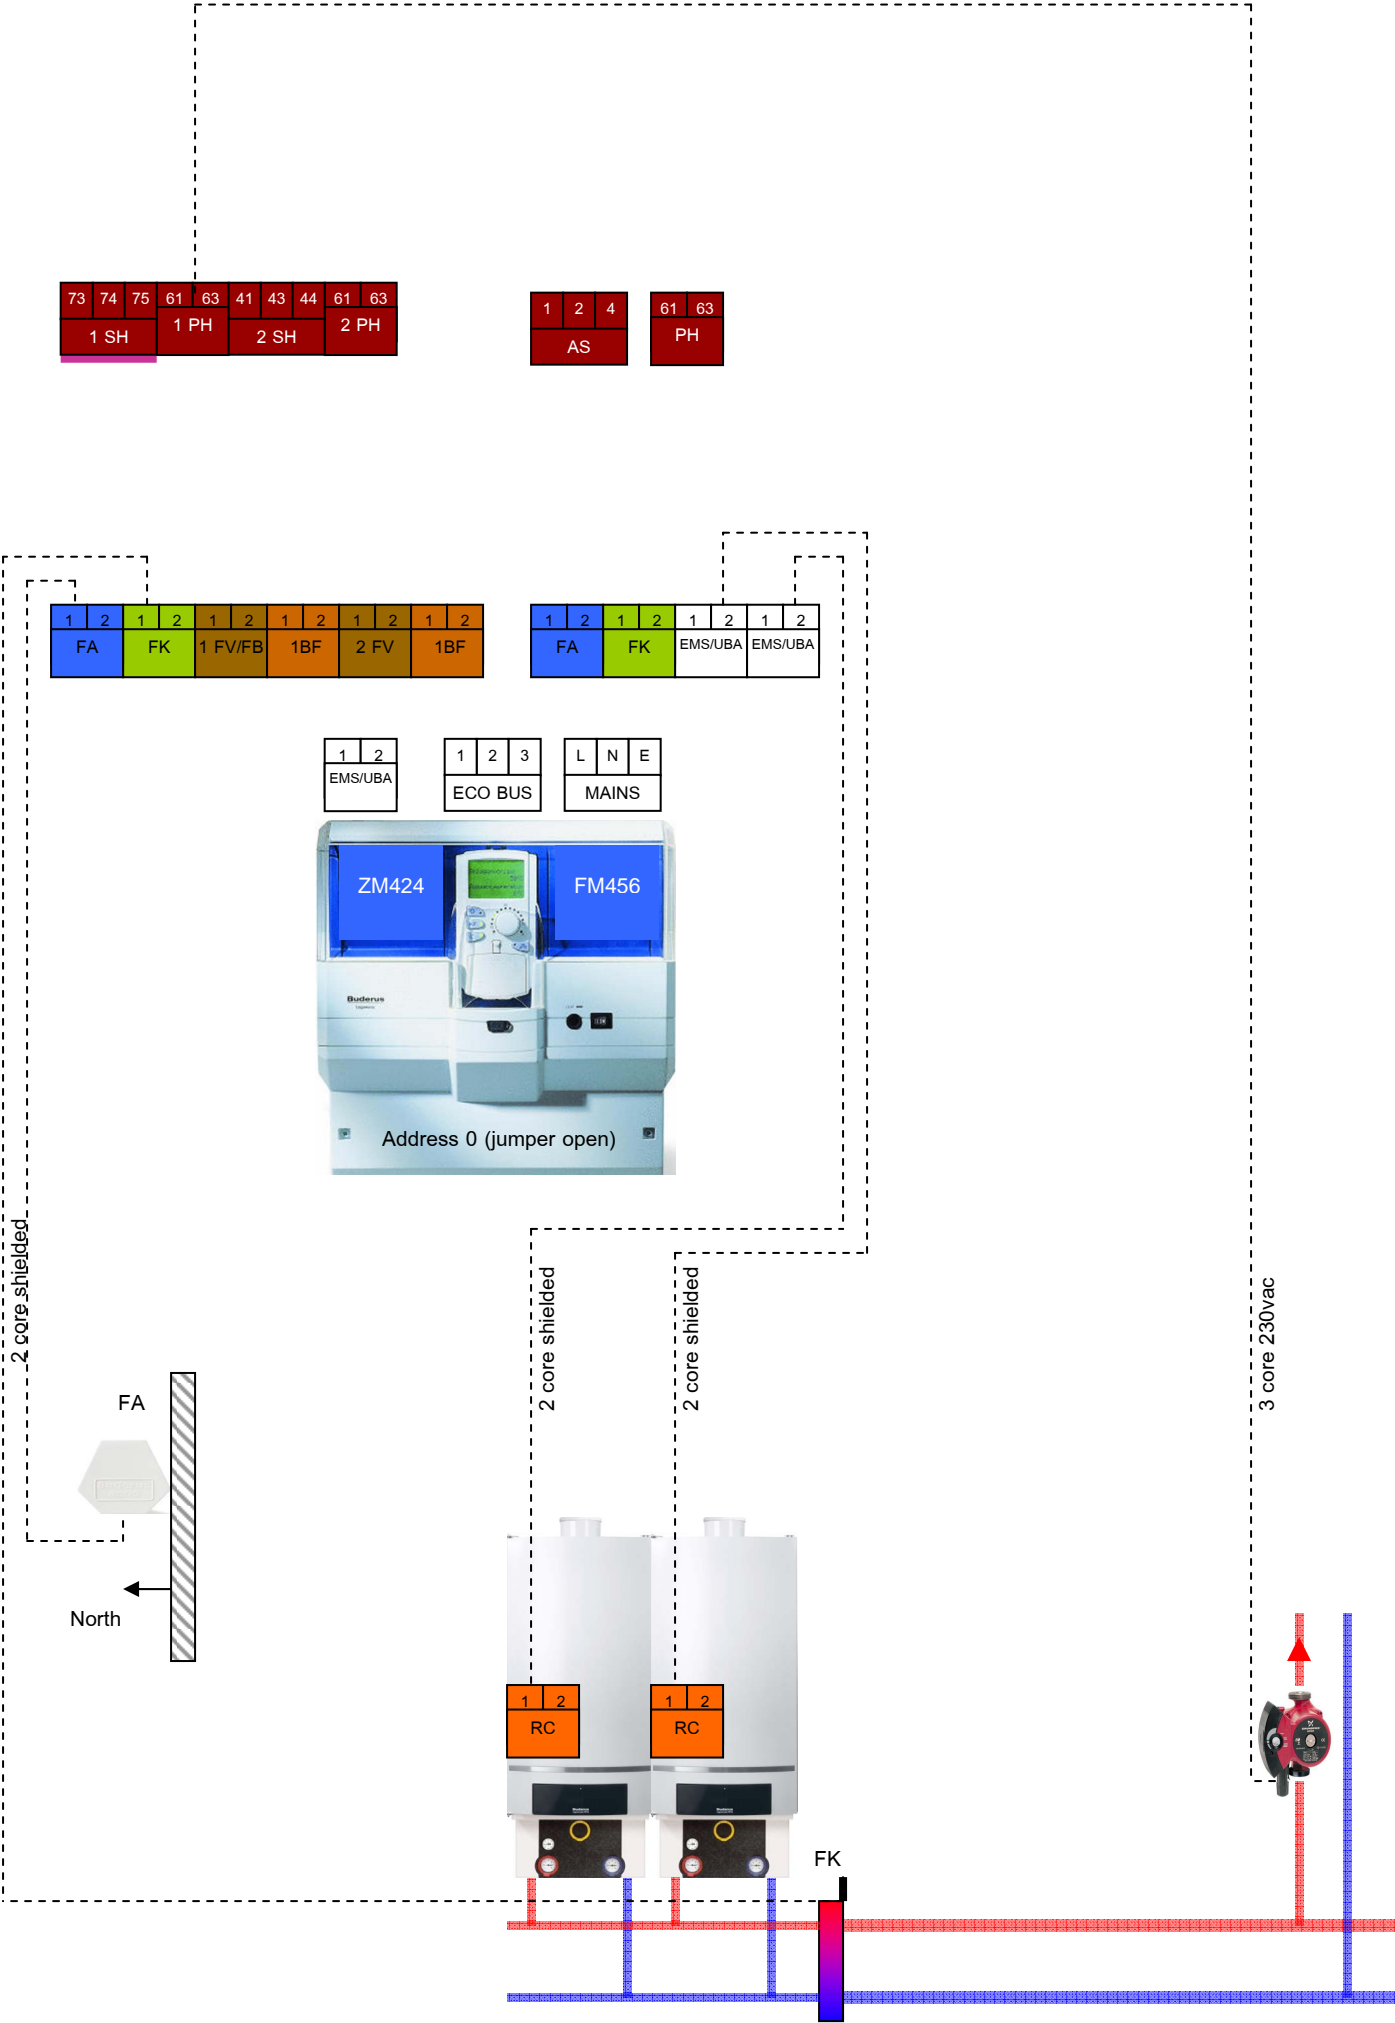 73 74 75 61 63 41 43 44 61 63
1 SH 1 PH 2 SH 2 PH
1 2 4 61 63
AS PH
1 2 1 2 1 2 1 2 1 2 1 2
FA FK 1 FV/FB 1BF 2 FV 1BF
1 2 1 2 1 2 1 2
FA FK EMS/UBA EMS/UBA
1 2 1 2 3 L N E
EMS/UBA ECO BUS MAINS
ZM424 FM456
Buderus
Address 0 (jumper open)
2 core shielded
2 core shielded
2 core shielded
3 core 230vac
FA
North
1 2 1 2
RC RC
Buderus Buderus
FK